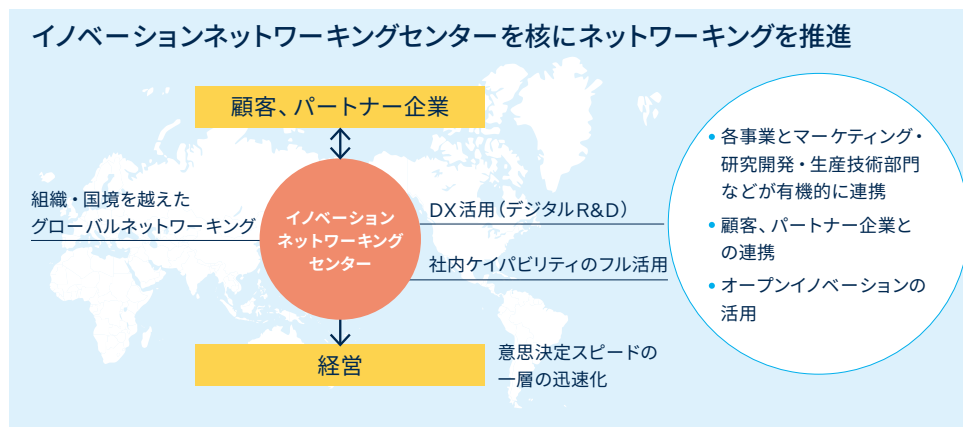 イノベーションネットワーキングセンターを核にネットワーキングを推進
顧客、パートナー企業
組織・国境を越えた
グローバルネットワーキング
イノベーション
ネットワーキング
センター
DX活用（デジタルR&D）
社内ケイパビリティのフル活用
経営
意思決定スピードの
一層の迅速化
• 各事業とマーケティング・
研究開発・生産技術部門
などが有機的に連携
• 顧客、パートナー企業と
の連携
• オープンイノベーションの
活用